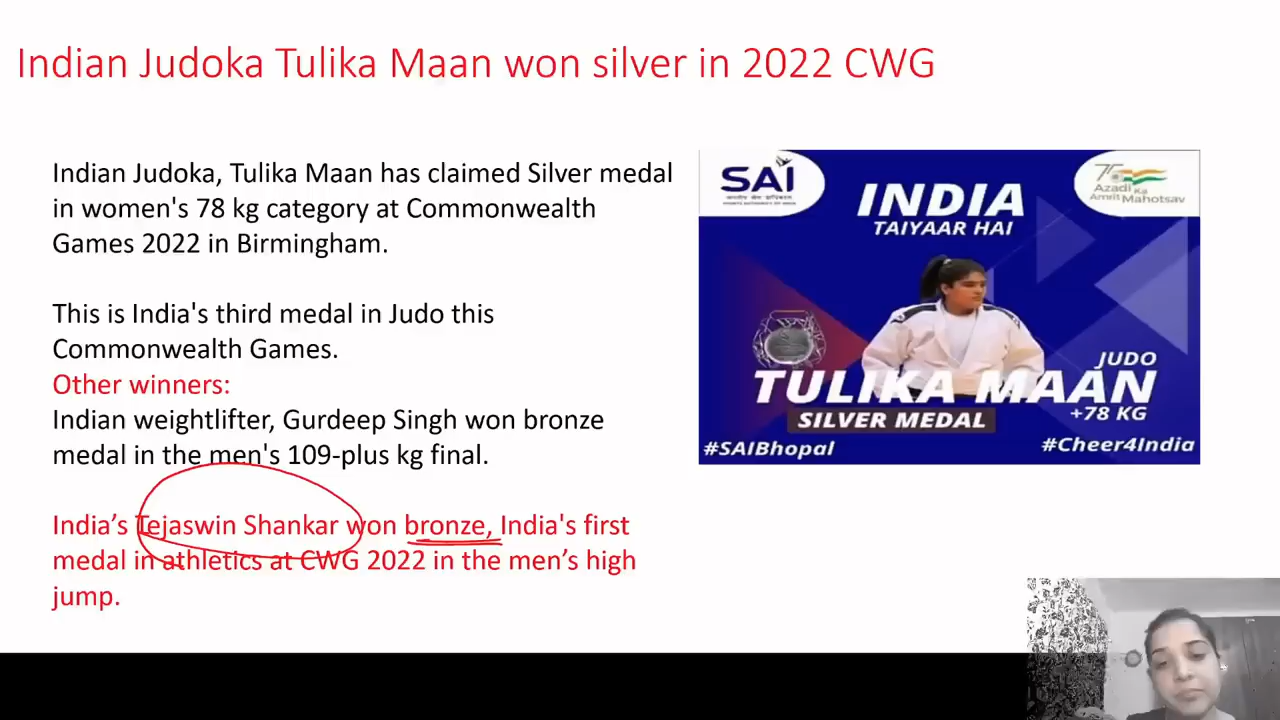 Indian Judoka Tulika Maan won silver in 2022 CWG
Indian Judoka, Tulika Maan has claimed Silver medal
in women's 78 kg category at Commonwealth
Games 2022 in Birmingham.
This is India's third medal in Judo this
Commonwealth Games.
Other winners:
Indian weightlifter, Gurdeep Singh won bronze
medal in the men's 109-plus kg final.
India’s Tejaswin Shankar won bronze, India's first
medal in athletics at CWG 2022 in the men’s high
jump.
SAI
INDIA
TAIYAAR HAI
75
Azadi Ka
Amrit Mahotsav
JUDO
TULIKA MAAN
+78 KG
SILVER MEDAL
#SAIBhopal
#Cheer4India